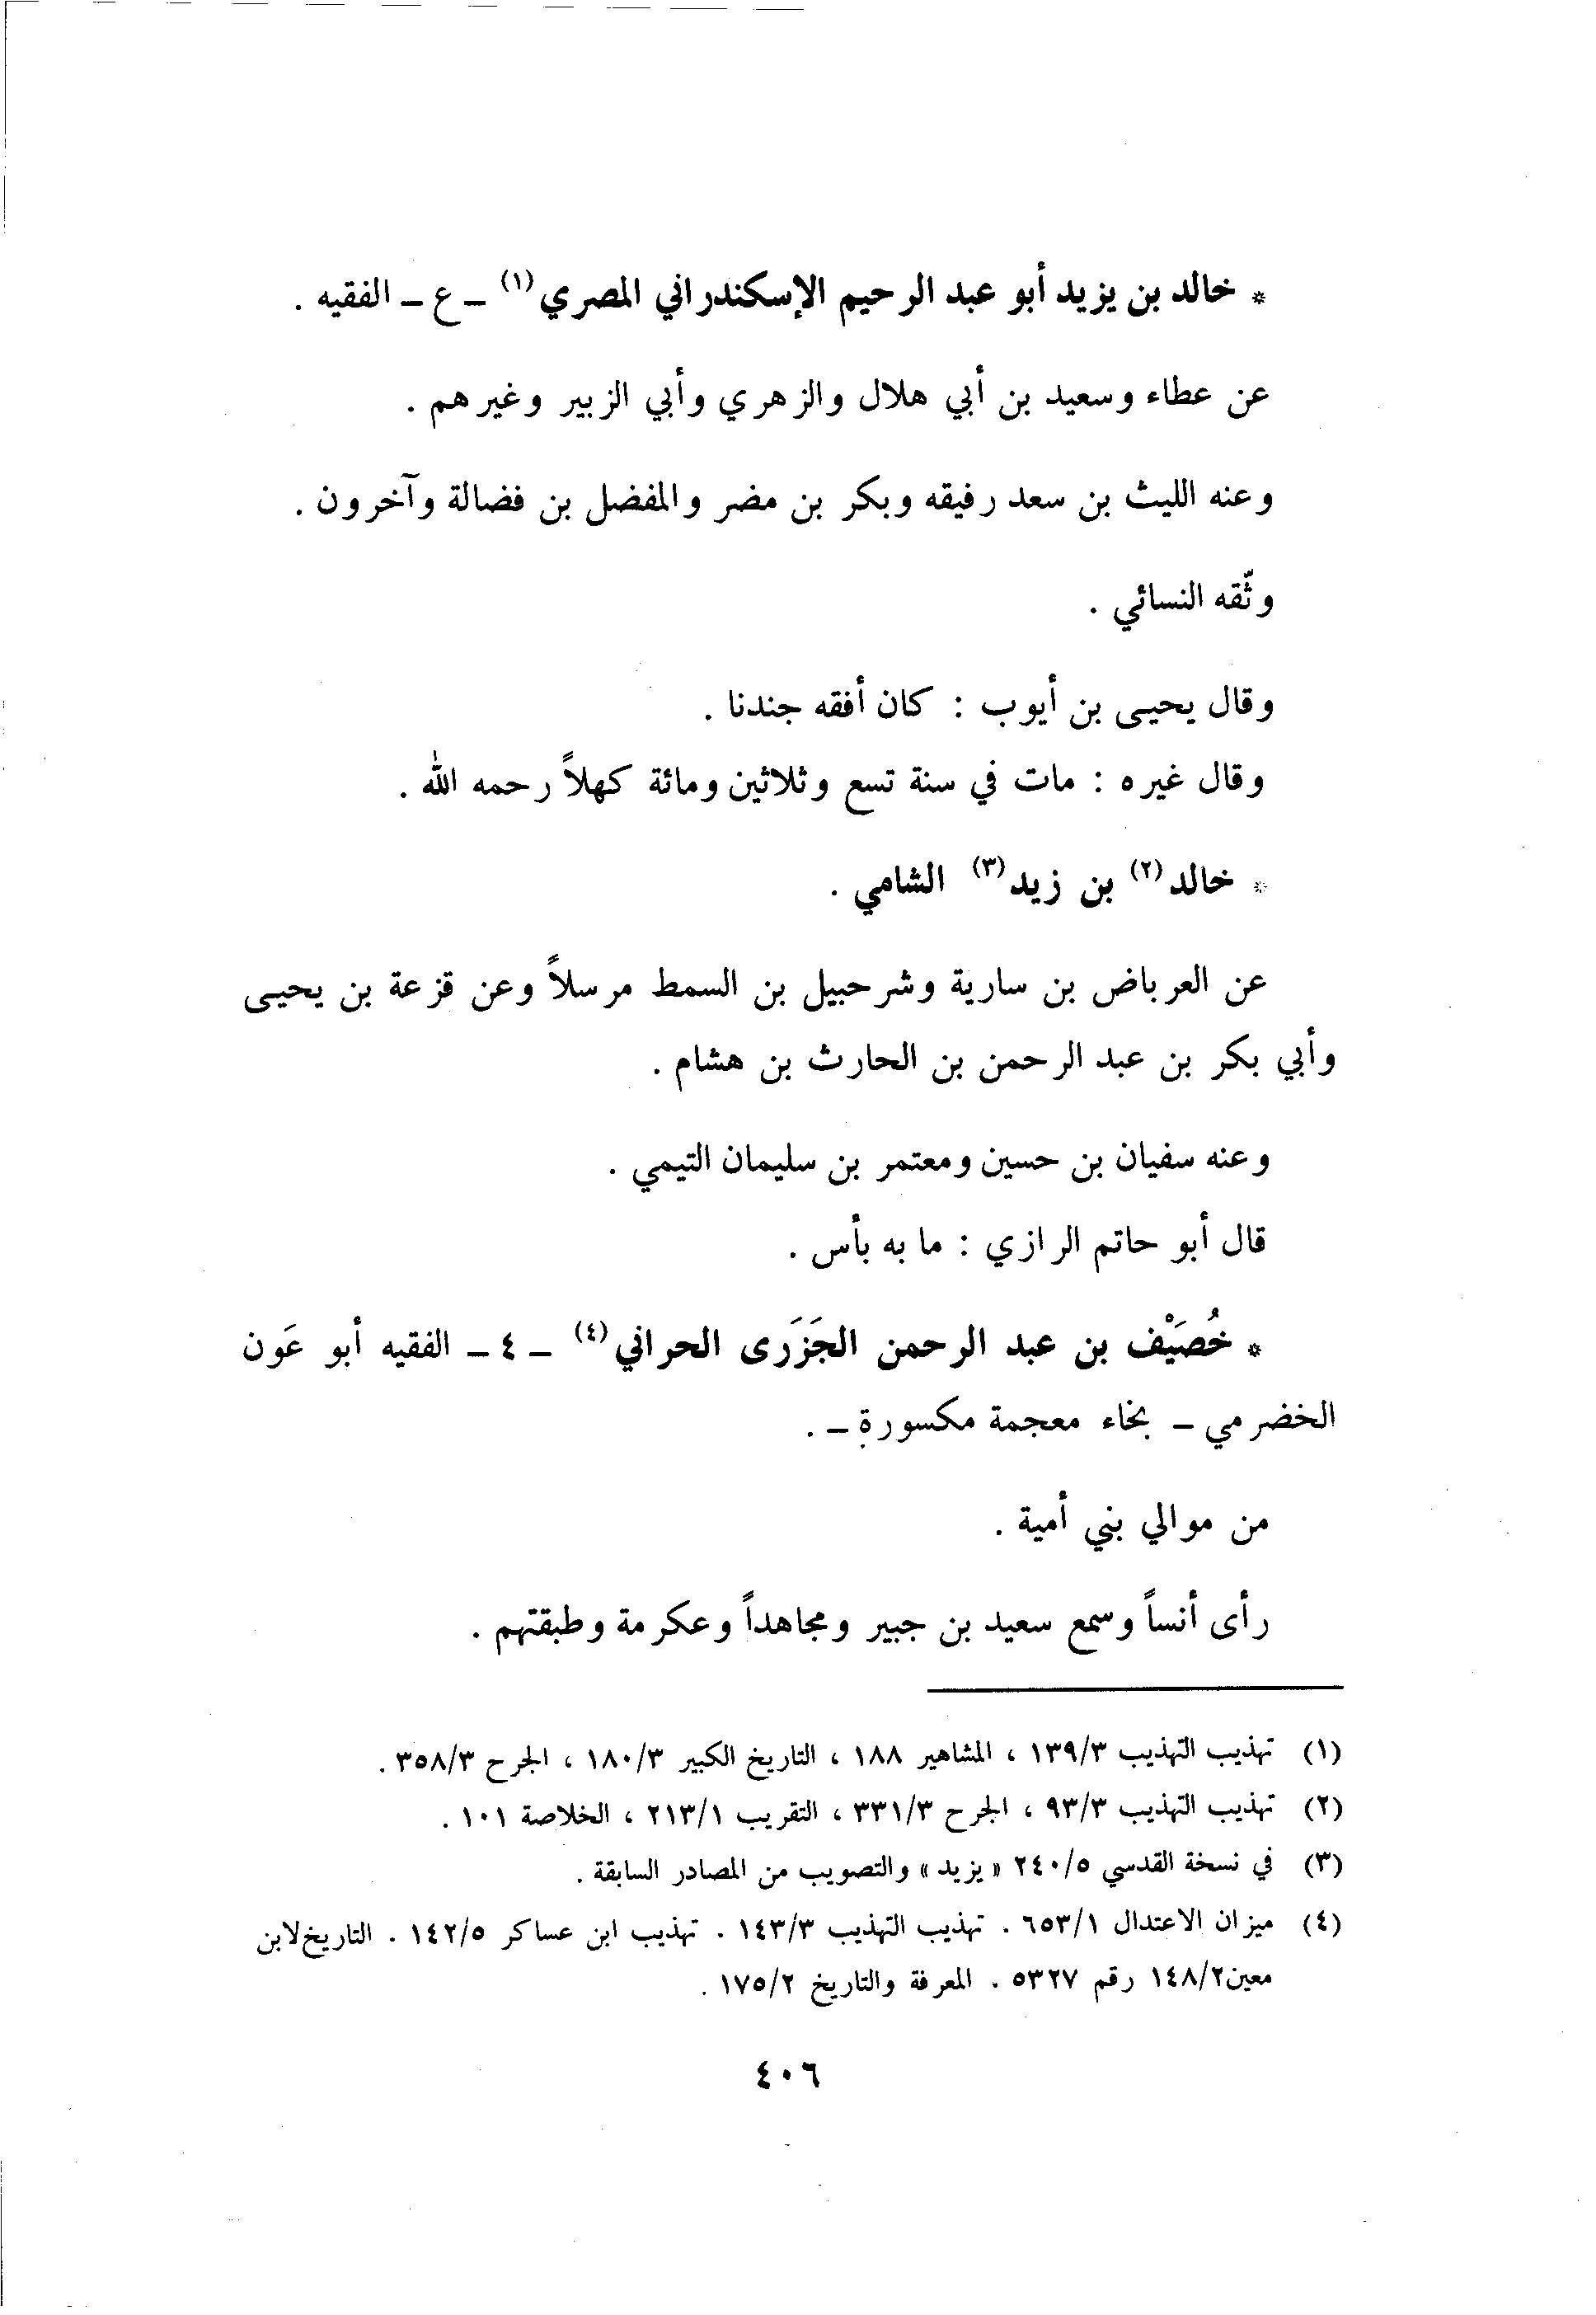 * خالد بن يزيد أبو عبد الرحيم الإسكندراني المصري (١) ـ ع ـ الفقيه .
عن عطاء وسعيد بن أبي هلال والزهري وأبي الزبير وغيرهم .
وعنه الليث بن سعد رفيقه وبكر بن مضر والمفضل بن فضالة وآخرون .
وثّقه النسائي .
وقال يحيى بن أيوب : كان أفقه جندنا .
وقال غيره : مات في سنة تسع وثلاثين ومائة كهلاً رحمه الله .
* خالد (٢) بن زيد (٣) الشامي .
عن العرباض بن سارية وشرحبيل بن السمط مرسلاً وعن قزعة بن يحيى
وأبي بكر بن عبد الرحمن بن الحارث بن هشام .
وعنه سفيان بن حسين ومعتمر بن سليمان التيمي .
قال أبو حاتم الرازي : ما به بأس .
* خُصَيْف بن عبد الرحمن الجَزَرى الحراني (٤) ـ ٤ ـ الفقيه أبو عَون
الخضرمي ـ بخاء معجمة مكسورة ـ .
من موالي بني أمية .
رأى أنساً وسمع سعيد بن جبير ومجاهداً وعكرمة وطبقتهم .
(١) تهذيب التهذيب ١٣٩/٣ ، المشاهير ١٨٨ ، التاريخ الكبير ١٨٠/٣ ، الجرح ٣٥٨/٣ .
(٢) تهذيب التهذيب ٩٣/٣ ، الجرح ٣٣١/٣ ، التقريب ٢١٣/١ ، الخلاصة ١٠١ .
(٣) في نسخة القدسي ٢٤٠/٥ « يزيد » والتصويب من المصادر السابقة .
(٤) ميزان الاعتدال ٦٥٣/١ . تهذيب التهذيب ١٤٣/٣ . تهذيب ابن عساكر ١٤٢/٥ . التاريخ لابن
معين ١٤٨/٢ رقم ٥٣٢٧ . المعرفة والتاريخ ١٧٥/٢ .
٤٠٦